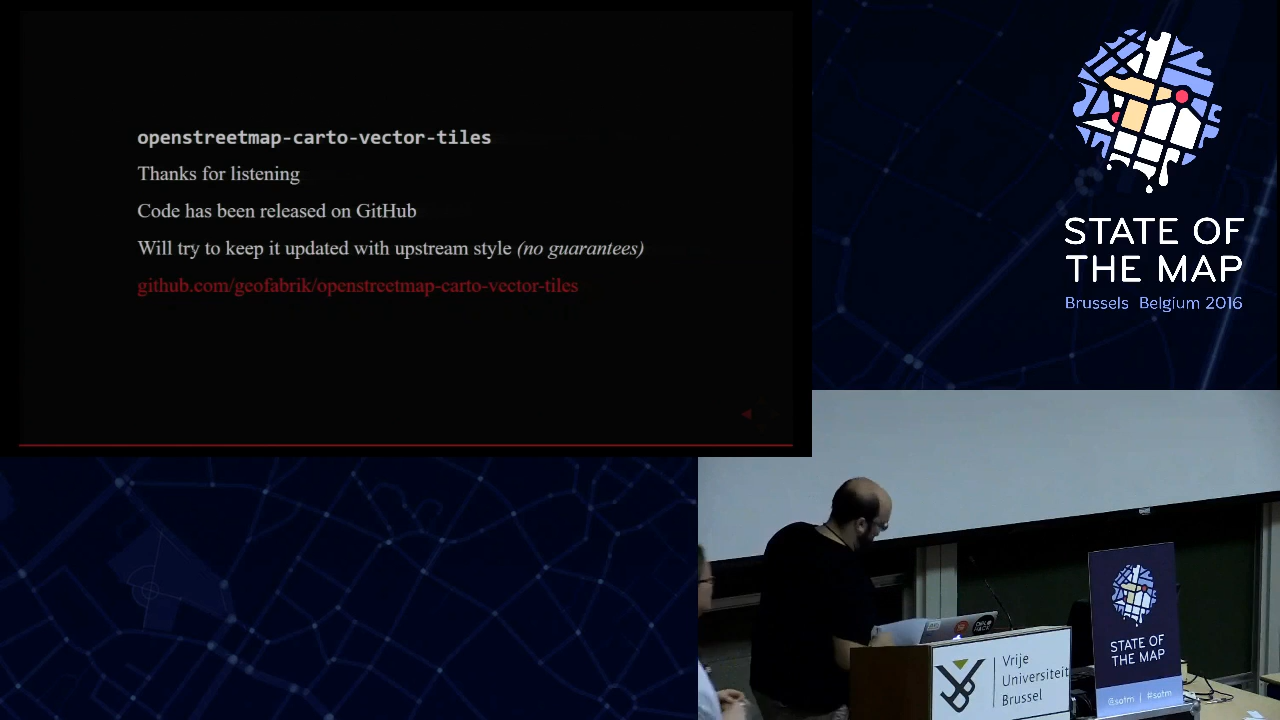 openstreetmap-carto-vector-tiles
Thanks for listening
Code has been released on GitHub
Will try to keep it updated with upstream style (no guarantees)
github.com/geofabrik/openstreetmap-carto-vector-tiles
STATE OF
THE MAP
Brussels Belgium 2016
Vrije
Universiteit
Brussel
STATE OF
THE MAP
@sotm | #sotm